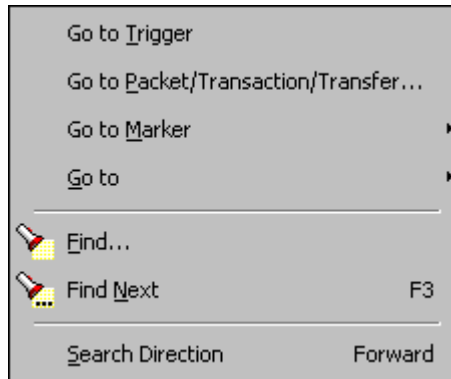 Go to Trigger
Go to Packet/Transaction/Transfer...
Go to Marker
Go to
Find...
Find Next F3
Search Direction Forward